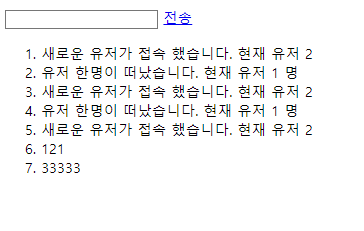 전송
1. 새로운 유저가 접속 했습니다. 현재 유저 2
2. 유저 한명이 떠났습니다. 현재 유저 1 명
3. 새로운 유저가 접속 했습니다. 현재 유저 2
4. 유저 한명이 떠났습니다. 현재 유저 1 명
5. 새로운 유저가 접속 했습니다. 현재 유저 2
6. 121
7. 33333